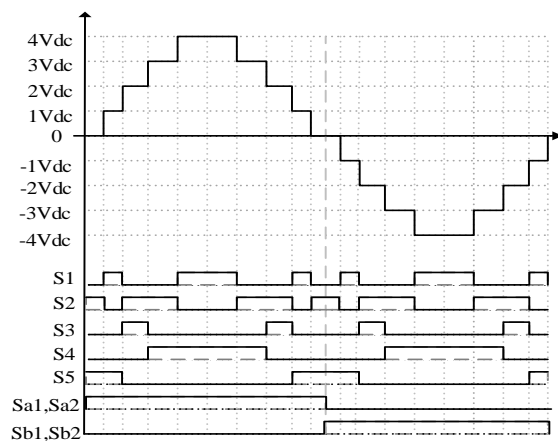 4Vdc
3Vdc
2Vdc
1Vdc
0
-1Vdc
-2Vdc
-3Vdc
-4Vdc
S1
S2
S3
S4
S5
Sa1,Sa2
Sb1,Sb2